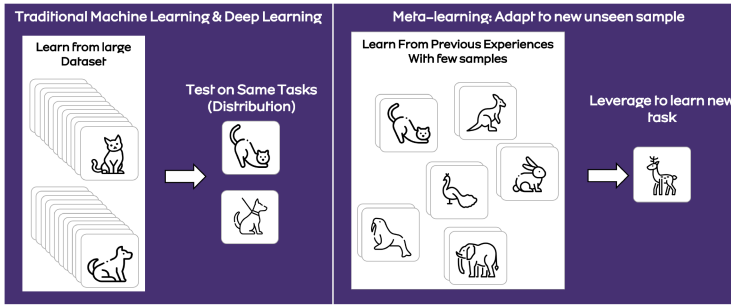 Traditional Machine Learning & Deep Learning
Learn from large
Dataset
Test on Same Tasks
(Distribution)
Meta-learning: Adapt to new unseen sample
Learn From Previous Experiences
With few samples
Leverage to learn new
task